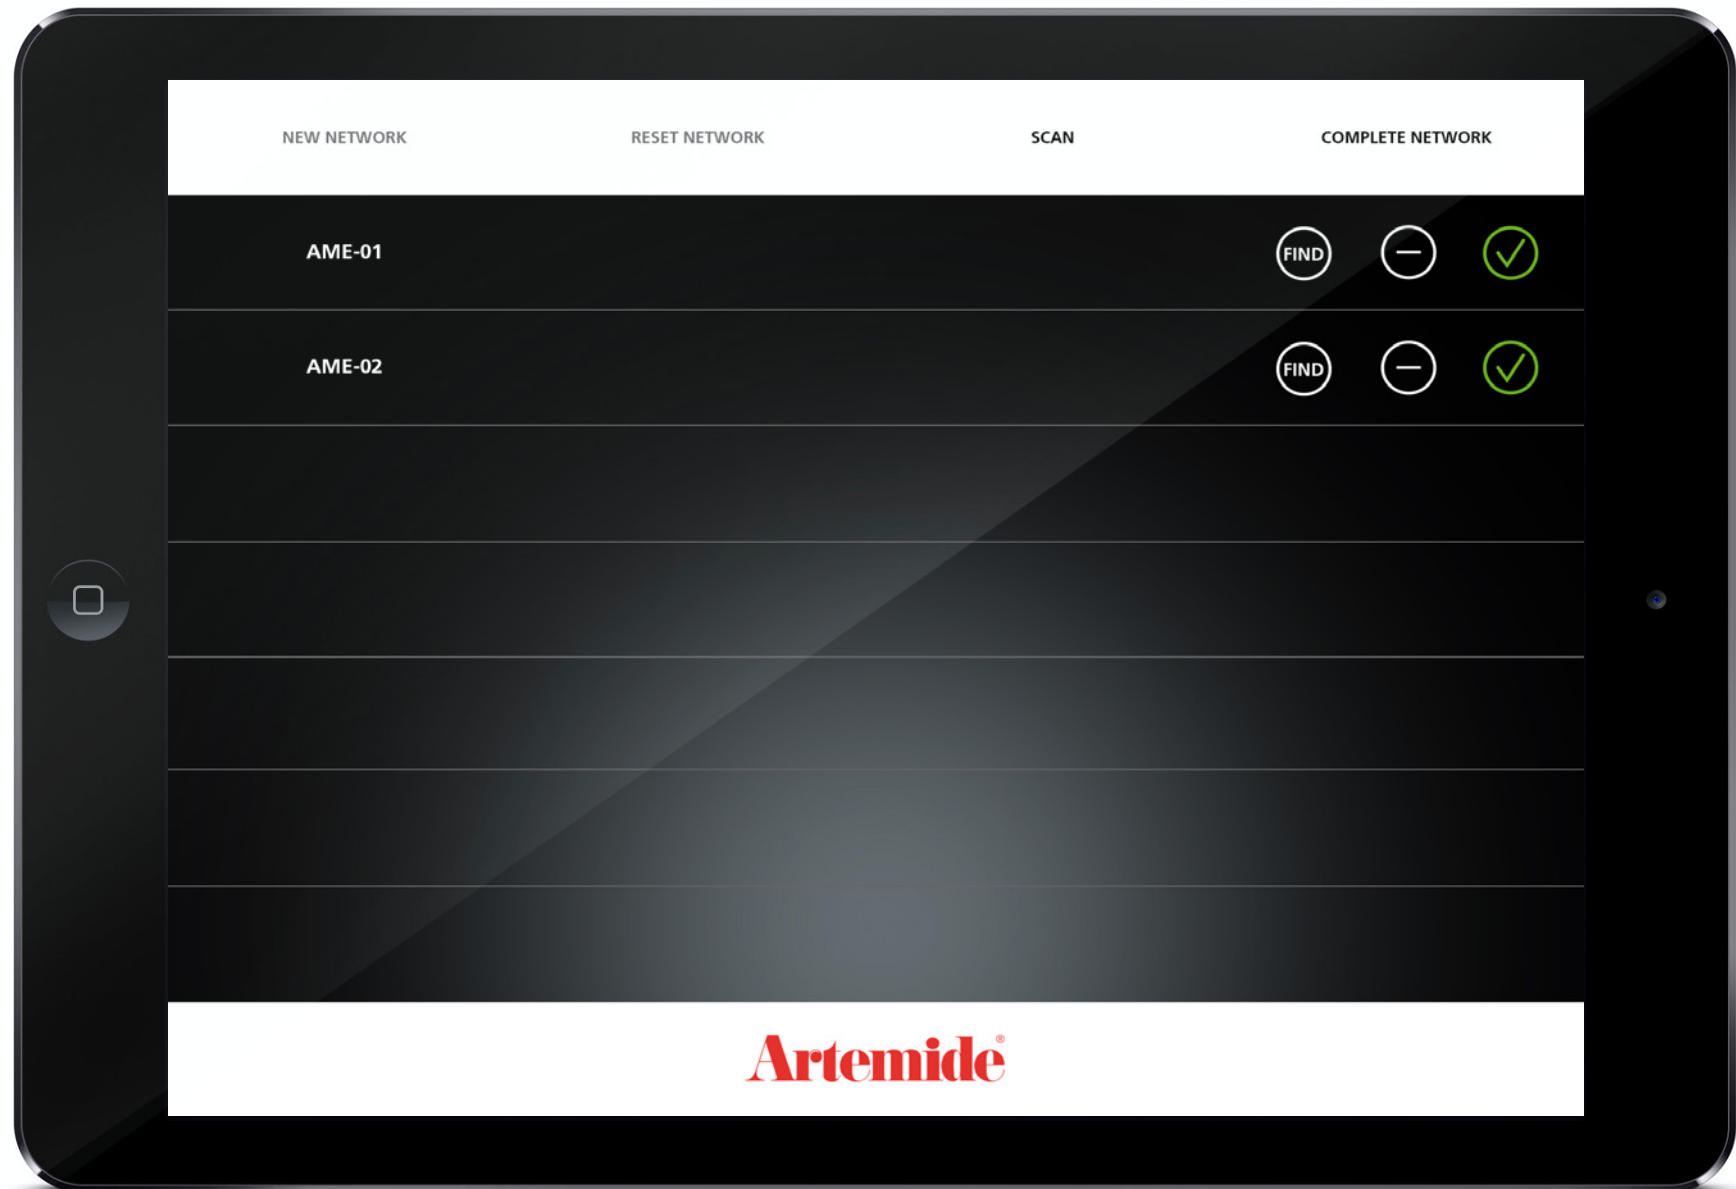 NEW NETWORK RESET NETWORK SCAN COMPLETE NETWORK
AME-01 FIND
AME-02 FIND
Artemide®